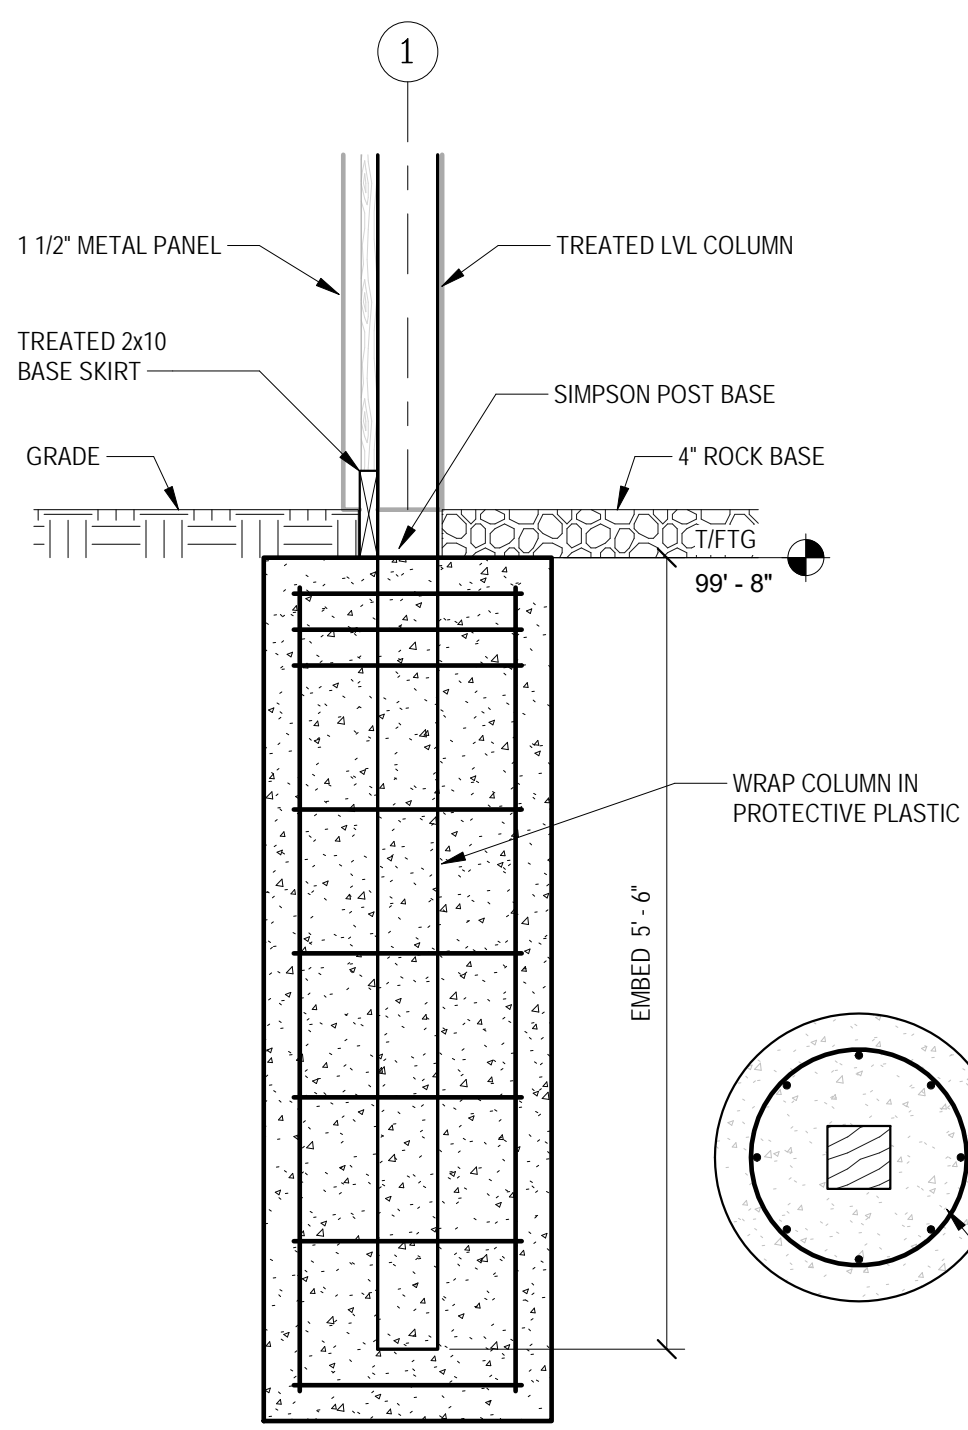 1
1 1/2" METAL PANEL
TREATED LVL COLUMN
TREATED 2x10
BASE SKIRT
SIMPSON POST BASE
GRADE
4" ROCK BASE
T/FTG
99' - 8"
WRAP COLUMN IN
PROTECTIVE PLASTIC
EMBED 5' - 6"